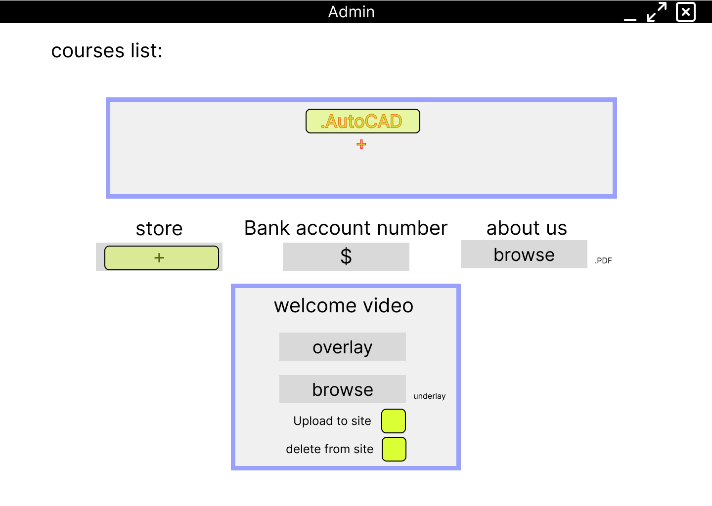 Admin
courses list:
.AutoCAD
+
store
Bank account number
about us
+
$
browse
.PDF
welcome video
overlay
browse
underlay
Upload to site
delete from site